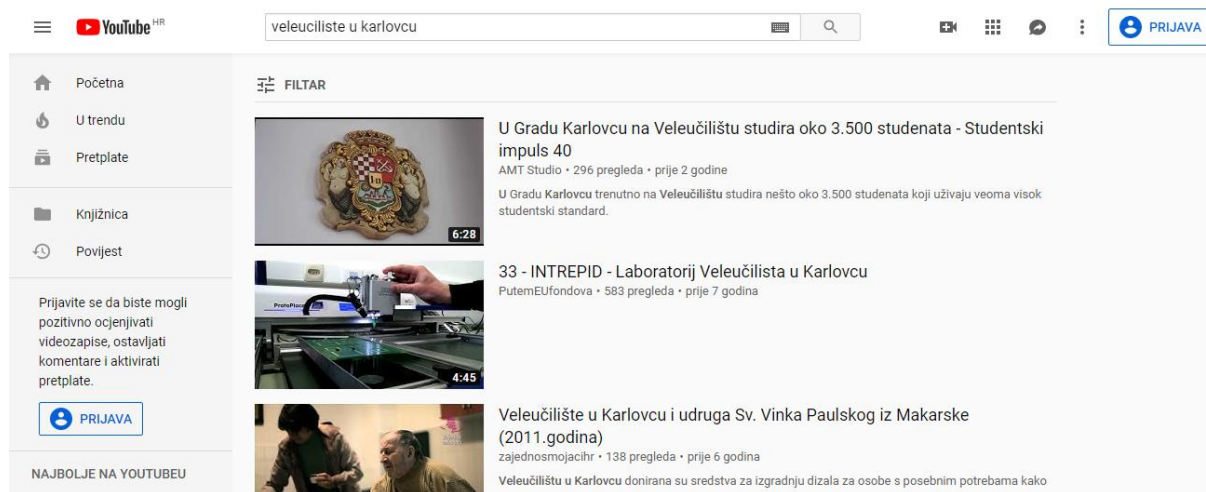 YouTube HR
veleuciliste u karlovcu
PRIJAVA
Početna
U trendu
Pretplate
Knjižnica
Povijest
Prijavite se da biste mogli
pozitivno ocjenjivati
videozapise, ostavljati
komentare i aktivirati
pretplate.
PRIJAVA
NAJBOLJE NA YOUTUBEU
FILTAR
6:28
U Gradu Karlovcu na Veleučilištu studira oko 3.500 studenata - Studentski
impuls 40
AMT Studio • 296 pregleda • prije 2 godine
U Gradu Karlovcu trenutno na Veleučilištu studira nešto oko 3.500 studenata koji uživaju veoma visok
studentski standard.
ProtoPlace
4:45
33 - INTREPID - Laboratorij Veleučilista u Karlovcu
PutemEUfondova • 583 pregleda • prije 7 godina
Veleučilište u Karlovcu i udruga Sv. Vinka Paulskog iz Makarske
(2011.godina)
zajednosmojacihr • 138 pregleda • prije 6 godina
Veleučilištu u Karlovcu donirana su sredstva za izgradnju dizala za osobe s posebnim potrebama kako